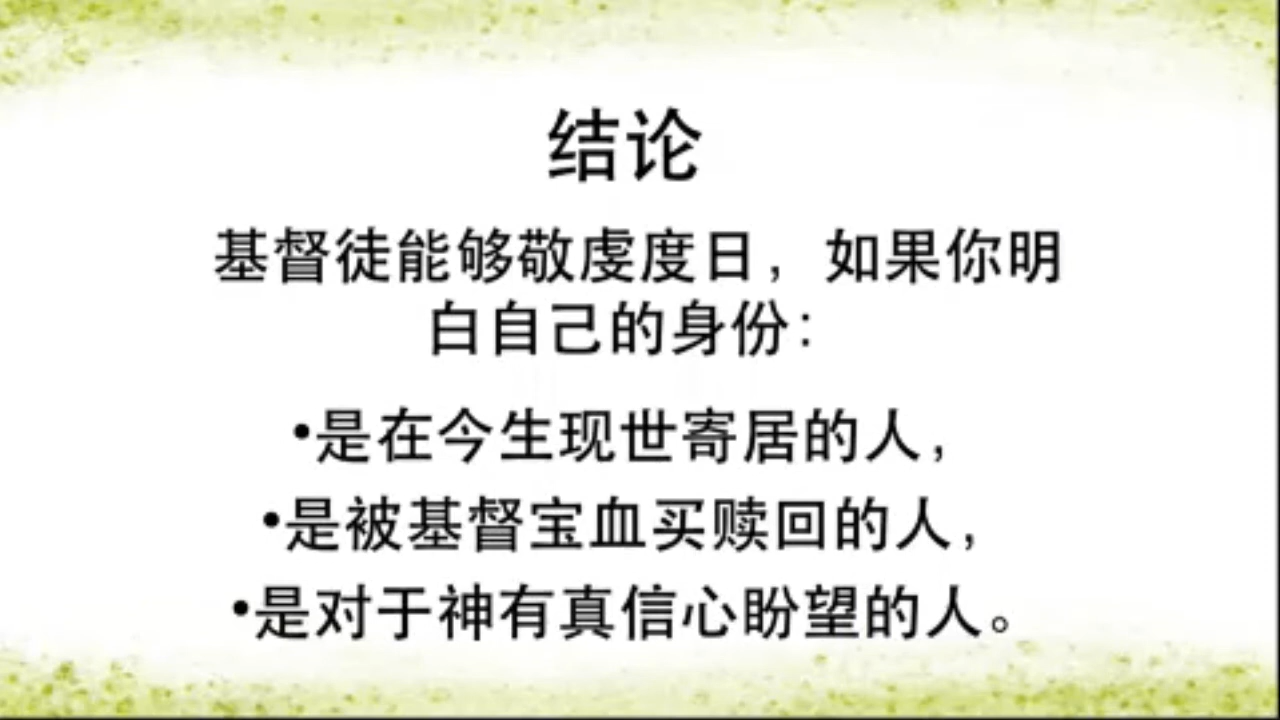 结论
基督徒能够敬虔度日，如果你明
白自己的身份：
•是在今生现世寄居的人，
•是被基督宝血买赎回的人，
•是对于神有真信心盼望的人。